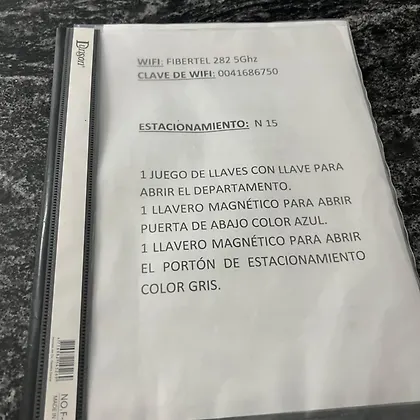 WIFI: FIBERTEL 282 5Ghz
CLAVE DE WIFI: 0041686750
ESTACIONAMIENTO: N 15
1 JUEGO DE LLAVES CON LLAVE PARA
ABRIR EL DEPARTAMENTO.
1 LLAVERO MAGNÉTICO PARA ABRIR
PUERTA DE ABAJO COLOR AZUL.
1 LLAVERO MAGNÉTICO PARA ABRIR
EL PORTÓN DE ESTACIONAMIENTO
COLOR GRIS.